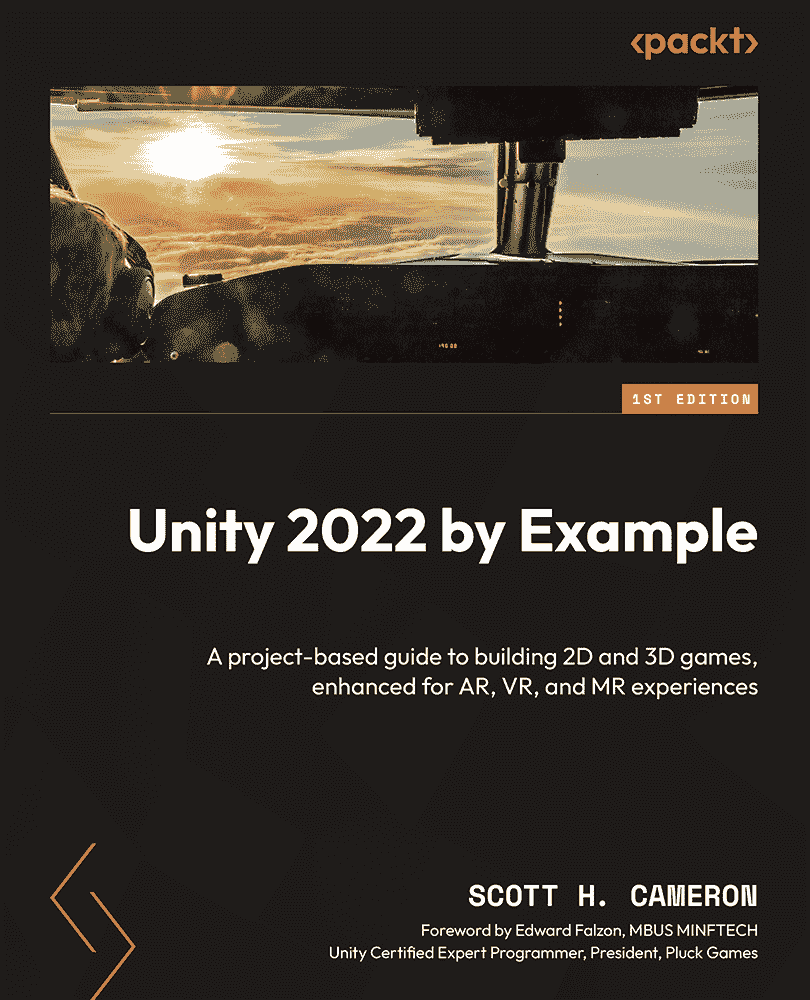 <packt>
1ST EDITION
Unity 2022 by Example
A project-based guide to building 2D and 3D games,
enhanced for AR, VR, and MR experiences
SCOTT H. CAMERON
Foreword by Edward Falzon, MBUS MINFTECH
Unity Certified Expert Programmer, President, Pluck Games